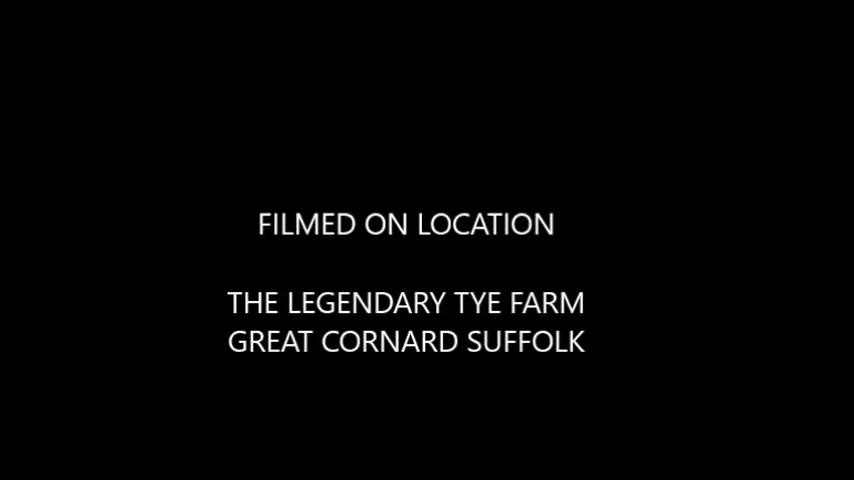 FILMED ON LOCATION
THE LEGENDARY TYE FARM
GREAT CORNARD SUFFOLK